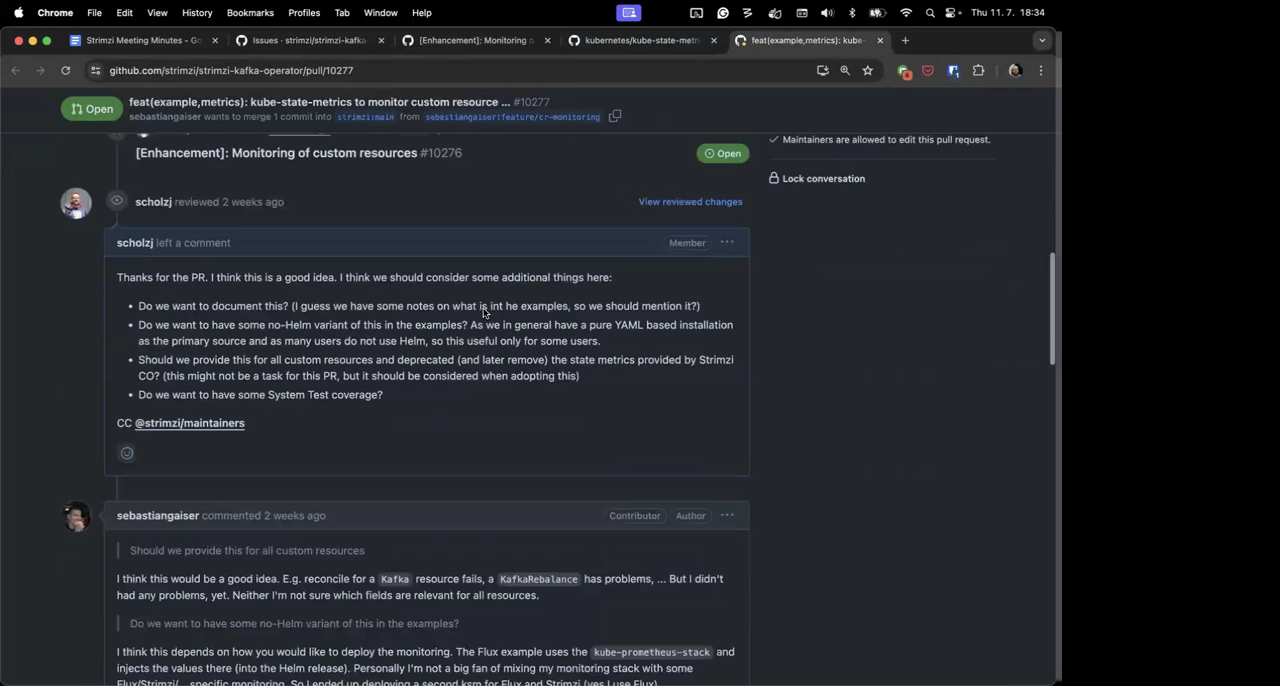 Chrome File Edit View History Bookmarks Profiles Tab Window Help Thu 11. 7. 18:34
Strimzi Meeting Minutes - Go Issues · strimzi/strimzi-kafka- [Enhancement]: Monitoring o kubernetes/kube-state-metri feat(example,metrics): kube-
github.com/strimzi/strimzi-kafka-operator/pull/10277
Open
feat(example,metrics): kube-state-metrics to monitor custom resource ... #10277
sebastiangaiser wants to merge 1 commit into strimzi:main from sebastiangaiser:feature/cr-monitoring
Maintainers are allowed to edit this pull request.
[Enhancement]: Monitoring of custom resources #10276 Open
Lock conversation
scholzj reviewed 2 weeks ago View reviewed changes
scholzj left a comment Member
Thanks for the PR. I think this is a good idea. I think we should consider some additional things here:
• Do we want to document this? (I guess we have some notes on what is int he examples, so we should mention it?)
• Do we want to have some no-Helm variant of this in the examples? As we in general have a pure YAML based installation
as the primary source and as many users do not use Helm, so this useful only for some users.
• Should we provide this for all custom resources and deprecated (and later remove) the state metrics provided by Strimzi
CO? (this might not be a task for this PR, but it should be considered when adopting this)
• Do we want to have some System Test coverage?
CC @strimzi/maintainers
sebastiangaiser commented 2 weeks ago Contributor Author
Should we provide this for all custom resources
I think this would be a good idea. E.g. reconcile for a Kafka resource fails, a KafkaRebalance has problems, ... But I didn't
had any problems, yet. Neither I'm not sure which fields are relevant for all resources.
Do we want to have some no-Helm variant of this in the examples?
I think this depends on how you would like to deploy the monitoring. The Flux example uses the kube-prometheus-stack and
injects the values there (into the Helm release). Personally I'm not a big fan of mixing my monitoring stack with some
Flux/Strimzi/... specific monitoring. So I ended up deploying a second ksm for Flux and Strimzi (yes I use Flux).